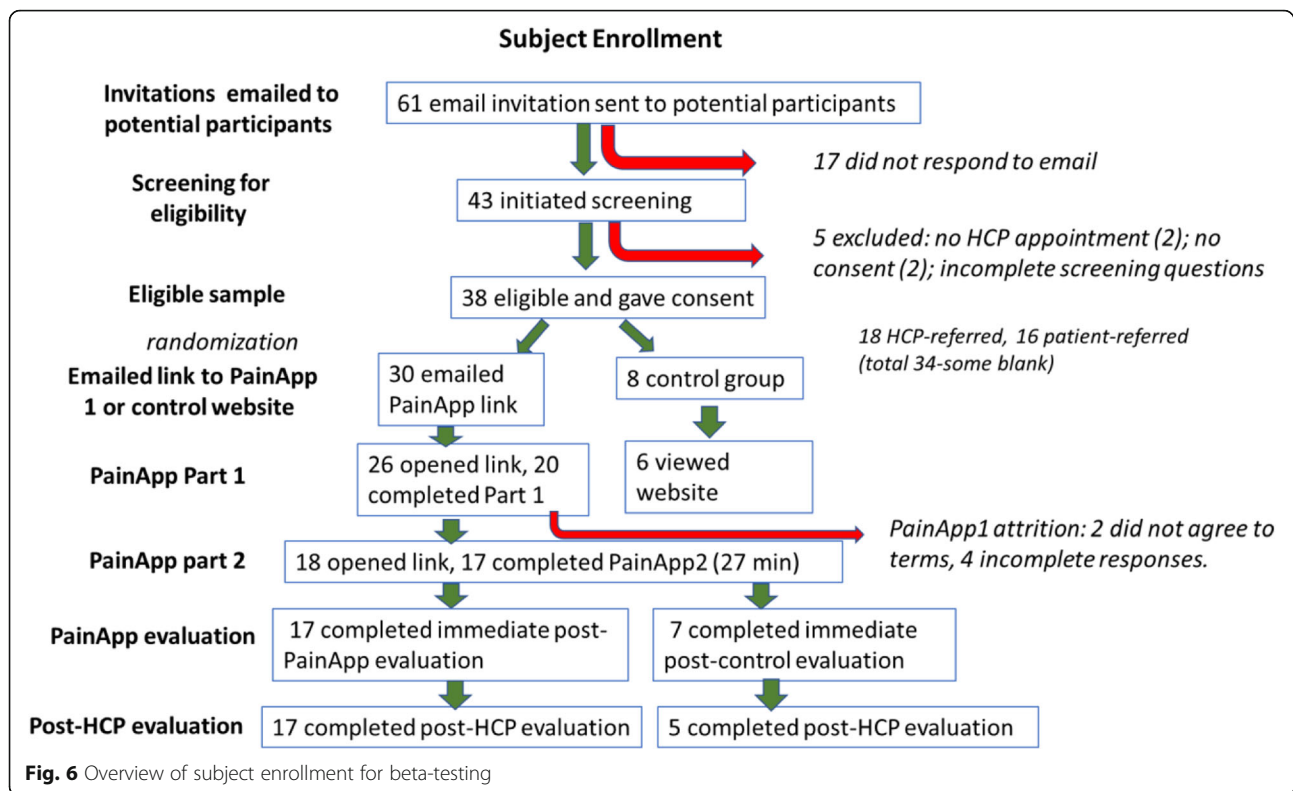 Subject Enrollment
Invitations emailed to
potential participants
61 email invitation sent to potential participants
17 did not respond to email
Screening for
eligibility
43 initiated screening
5 excluded: no HCP appointment (2); no
consent (2); incomplete screening questions
Eligible sample
38 eligible and gave consent
randomization
18 HCP-referred, 16 patient-referred
(total 34-some blank)
Emailed link to PainApp
1 or control website
30 emailed
PainApp link
8 control group
PainApp Part 1
26 opened link, 20
completed Part 1
6 viewed
website
PainApp1 attrition: 2 did not agree to
terms, 4 incomplete responses.
PainApp part 2
18 opened link, 17 completed PainApp2 (27 min)
PainApp evaluation
17 completed immediate post-
PainApp evaluation
7 completed immediate
post-control evaluation
Post-HCP evaluation
17 completed post-HCP evaluation
5 completed post-HCP evaluation
Fig. 6 Overview of subject enrollment for beta-testing